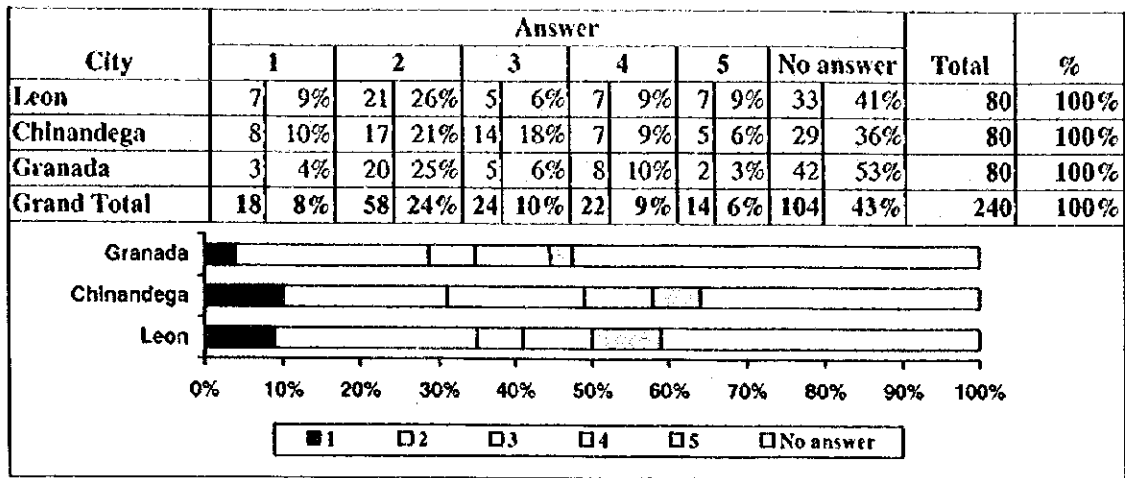 Answer
City 1 2 3 4 5 No answer Total %
Leon 7 9% 21 26% 5 6% 7 9% 7 9% 33 41% 80 100%
Chinandega 8 10% 17 21% 14 18% 7 9% 5 6% 29 36% 80 100%
Granada 3 4% 20 25% 5 6% 8 10% 2 3% 42 53% 80 100%
Grand Total 18 8% 58 24% 24 10% 22 9% 14 6% 104 43% 240 100%
Granada
Chinandega
Leon
0% 10% 20% 30% 40% 50% 60% 70% 80% 90% 100%
1 2 3 4 5 No answer